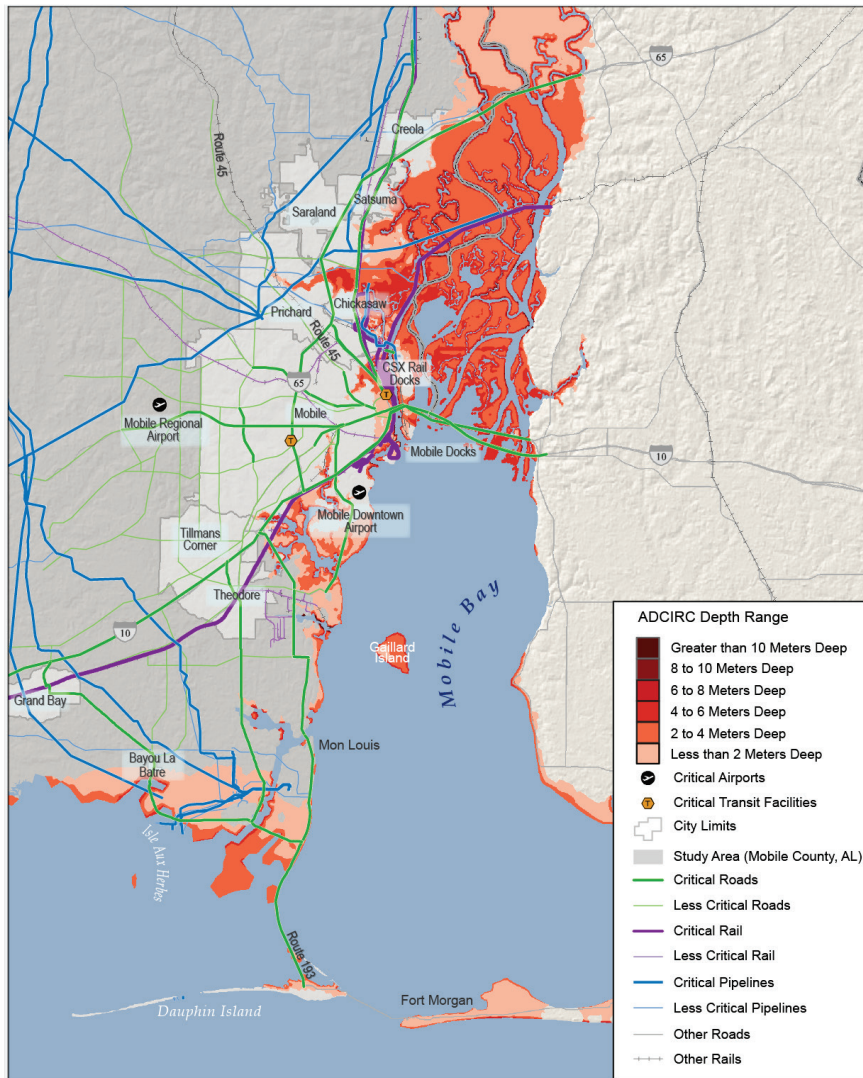 65
Creola
Route 45
Satsuma
Saraland
Chickasaw
Prichard
Route 45
CSX Rail
Docks
65
Mobile
Mobile Regional
Airport
T
T
Mobile Docks
10
Mobile Downtown
Airport
Tillmans
Corner
Theodore
Mobile Bay
Gaillard
Island
10
Grand Bay
Mon Louis
Bayou La
Batre
Isle Aux Herbes
Route 193
Fort Morgan
Dauphin Island
ADCIRC Depth Range
Greater than 10 Meters Deep
8 to 10 Meters Deep
6 to 8 Meters Deep
4 to 6 Meters Deep
2 to 4 Meters Deep
Less than 2 Meters Deep
Critical Airports
T
Critical Transit Facilities
City Limits
Study Area (Mobile County, AL)
Critical Roads
Less Critical Roads
Critical Rail
Less Critical Rail
Critical Pipelines
Less Critical Pipelines
Other Roads
Other Rails